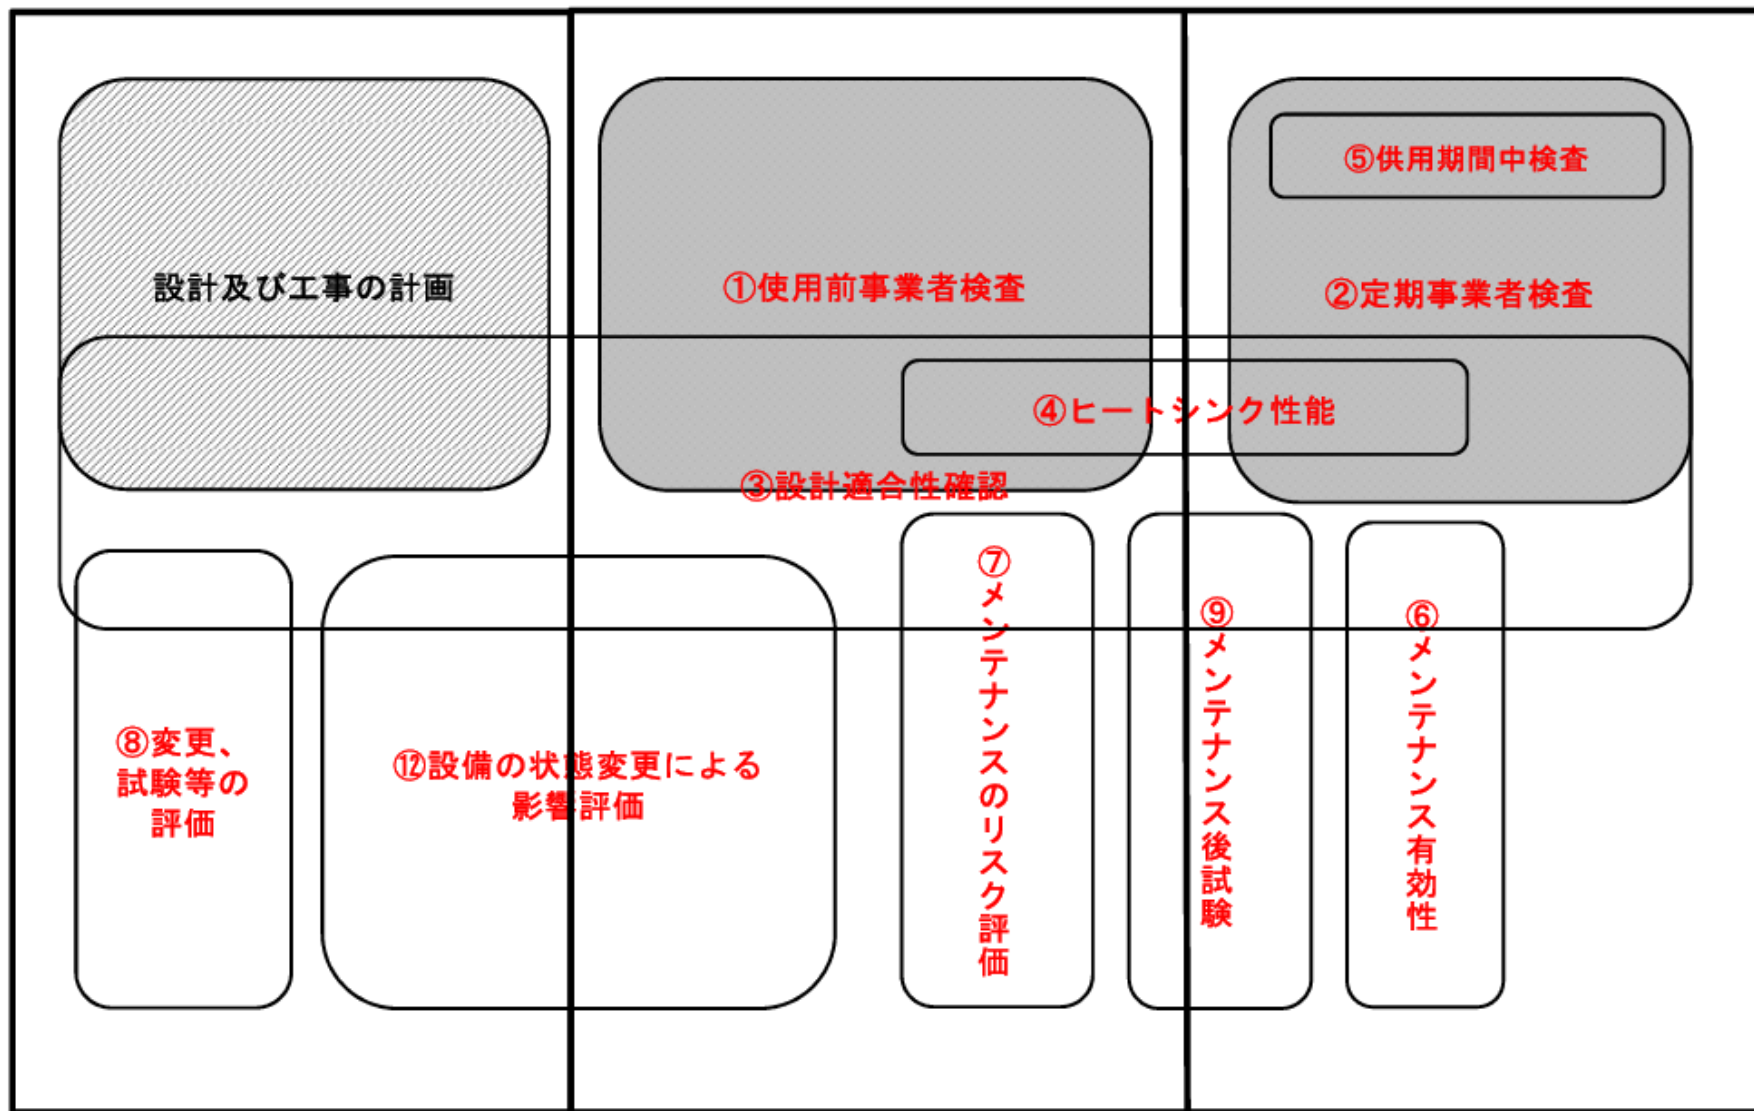 ⑤供用期間中検査
設計及び工事の計画
①使用前事業者検査
②定期事業者検査
④ヒートシンク性能
③設計適合性確認
⑧変更、
試験等の
評価
⑫設備の状態変更による
影響評価
⑦メンテナンスのリスク評価
⑨メンテナンス後試験
⑥メンテナンス有効性